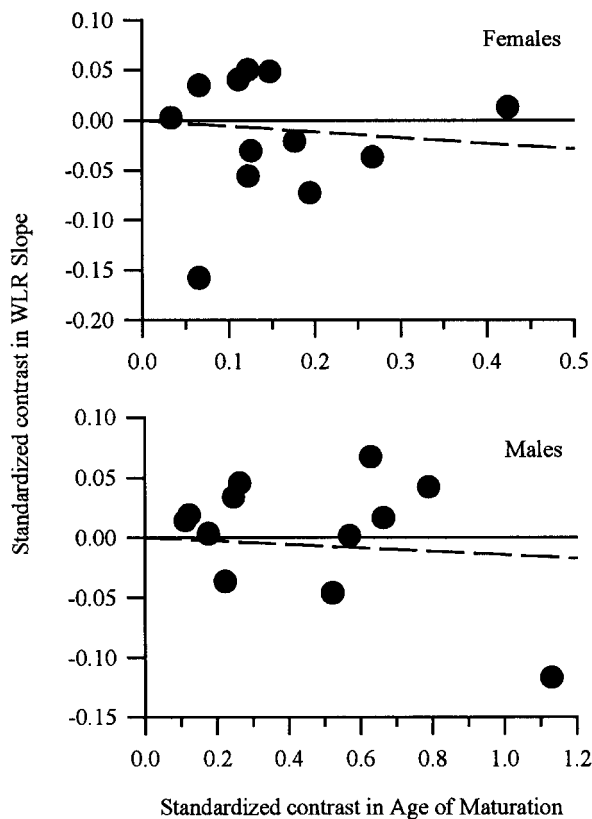 Females
0.10
0.05
0.00
-0.05
-0.10
-0.15
-0.20
0.0 0.1 0.2 0.3 0.4 0.5
Standardized contrast in WLR Slope
Males
0.10
0.05
0.00
-0.05
-0.10
-0.15
0.0 0.2 0.4 0.6 0.8 1.0 1.2
Standardized contrast in Age of Maturation